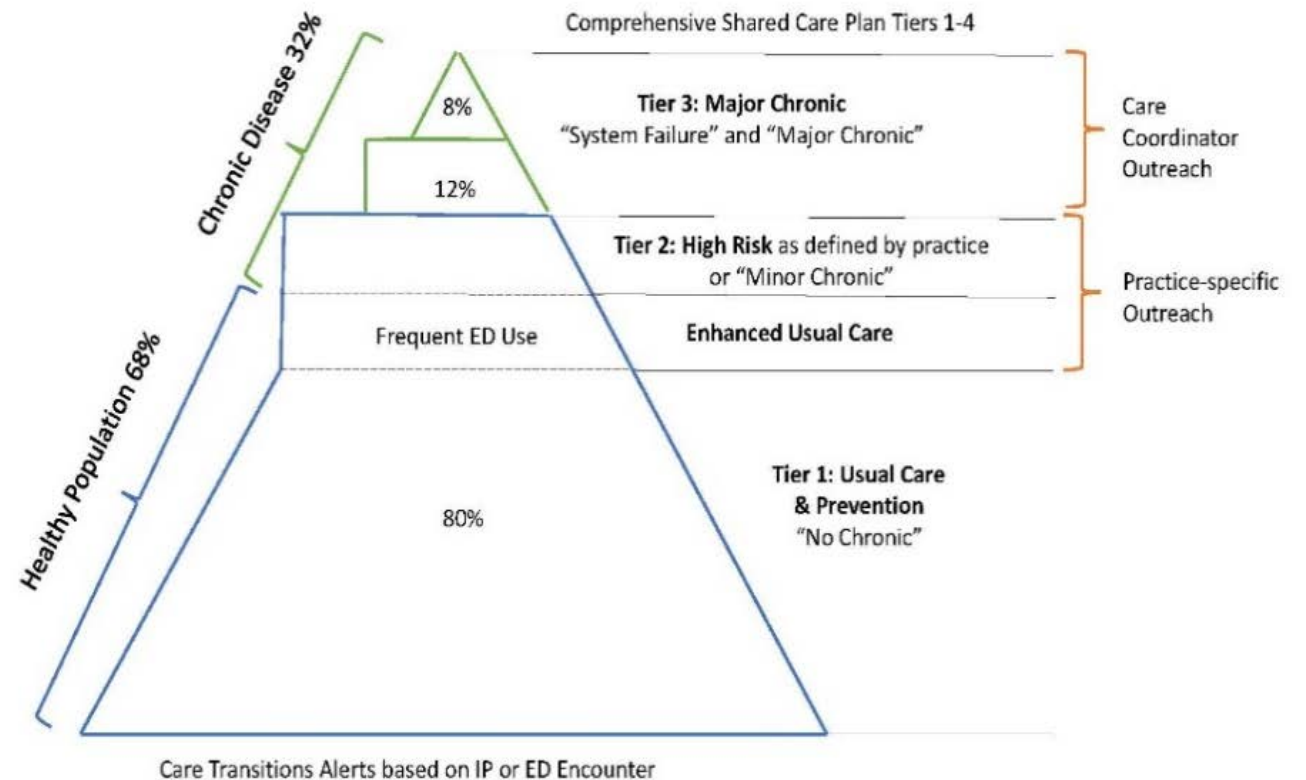 Comprehensive Shared Care Plan Tiers 1-4
Chronic Disease 32%
8%
Tier 3: Major Chronic
“System Failure” and “Major Chronic”
Care
Coordinator
Outreach
12%
Tier 2: High Risk as defined by practice
or “Minor Chronic”
Practice-specific
Outreach
Frequent ED Use
Enhanced Usual Care
Healthy Population 68%
80%
Tier 1: Usual Care
& Prevention
“No Chronic”
Care Transitions Alerts based on IP or ED Encounter